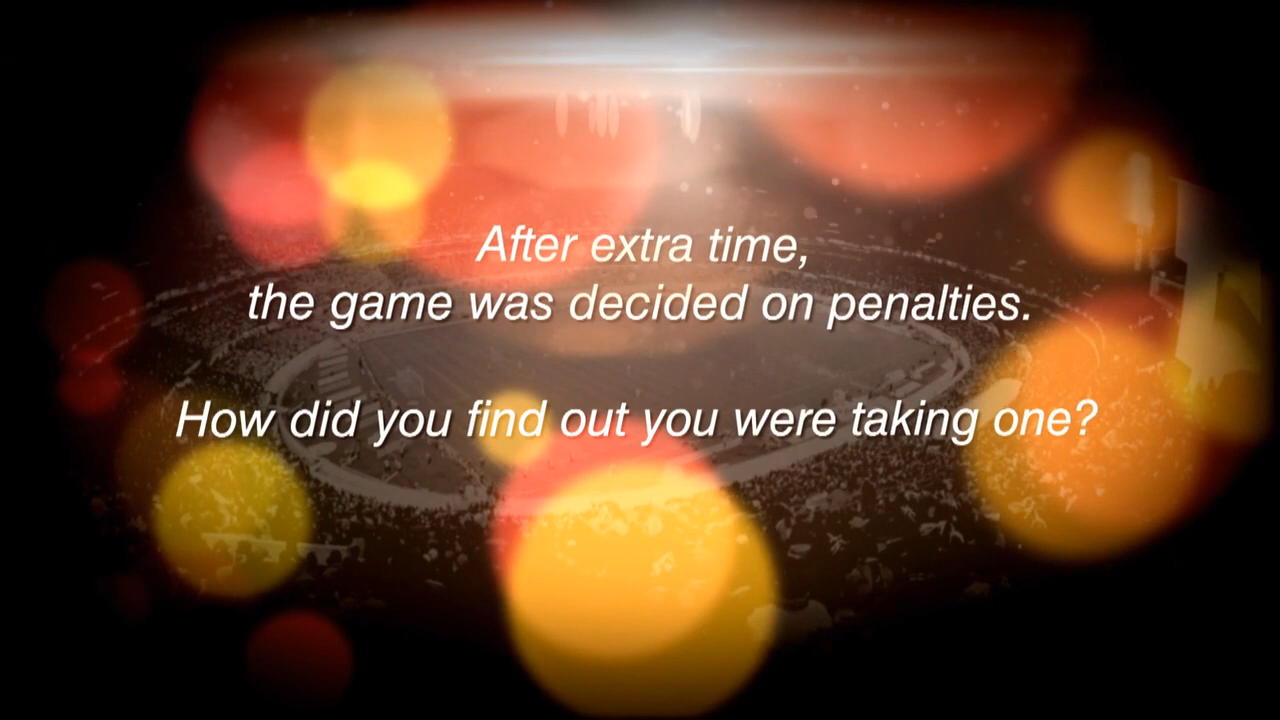 After extra time,
the game was decided on penalties.
How did you find out you were taking one?